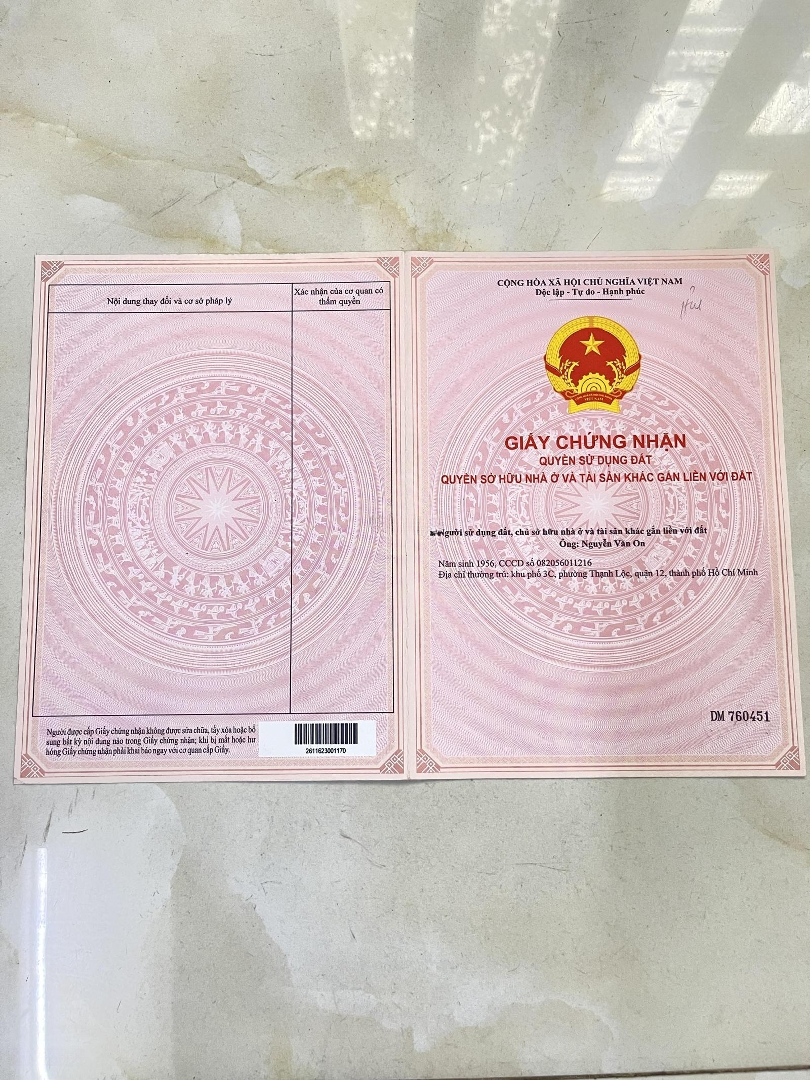 Nội dung thay đổi và cơ sở pháp lý
Xác nhận của cơ quan có
thẩm quyền
Người được cấp Giấy chứng nhận không được sửa chữa, tẩy xóa hoặc bổ
sung bất kỳ nội dung nào trong Giấy chứng nhận; khi bị mất hoặc hư
hỏng Giấy chứng nhận phải khai báo ngay với cơ quan cấp Giấy.
2611623001170
CỘNG HÒA XÃ HỘI CHỦ NGHĨA VIỆT NAM
Độc lập - Tự do - Hạnh phúc
GIẤY CHỨNG NHẬN
QUYỀN SỬ DỤNG ĐẤT
QUYỀN SỞ HỮU NHÀ Ở VÀ TÀI SẢN KHÁC GẮN LIỀN VỚI ĐẤT
Người sử dụng đất, chủ sở hữu nhà ở và tài sản khác gắn liền với đất
Ông: Nguyễn Văn On
Năm sinh 1956, CCCD số 082056011216
Địa chỉ thường trú: khu phố 3C, phường Thạnh Lộc, quận 12, thành phố Hồ Chí Minh
DM 760451